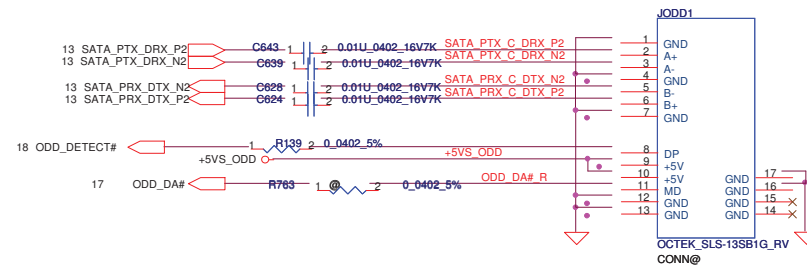 JODD1
13 SATA_PTX_DRX_P2 C643 1 2 0.01U_0402_16V7K SATA_PTX_C_DRX_P2 1 GND
13 SATA_PTX_DRX_N2 C639 1 2 0.01U_0402_16V7K SATA_PTX_C_DRX_N2 2 A+
3 A-
13 SATA_PRX_DTX_N2 C628 1 2 0.01U_0402_16V7K SATA_PRX_C_DTX_N2 4 GND
13 SATA_PRX_DTX_P2 C624 1 2 0.01U_0402_16V7K SATA_PRX_C_DTX_P2 5 B-
6 B+
7 GND
18 ODD_DETECT# 1 R139 2 0_0402_5% 8 DP
+5VS_ODD +5VS_ODD 9 +5V
10 +5V GND 17
17 ODD_DA# R763 1 @ 2 0_0402_5% ODD_DA#_R 11 MD GND 16
12 GND GND 15
13 GND GND 14
OCTEK_SLS-13SB1G_RV
CONN@